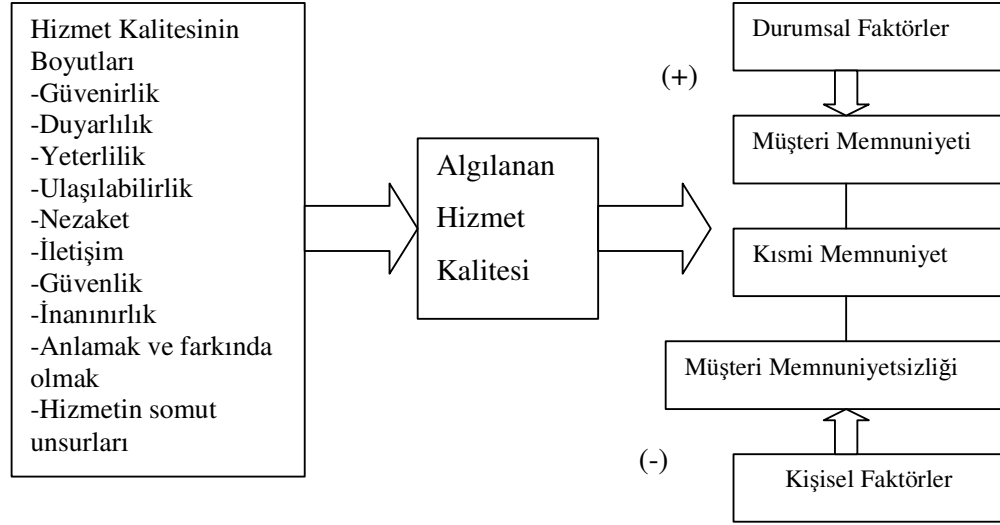 Hizmet Kalitesinin
Boyutları
-Güvenirlik
-Duyarlılık
-Yeterlilik
-Ulaşılabilirlik
-Nezaket
-İletişim
-Güvenlik
-İnanınırlık
-Anlamak ve farkında
olmak
-Hizmetin somut
unsurları
Algılanan
Hizmet
Kalitesi
(+)
Durumsal Faktörler
Müşteri Memnuniyeti
Kısmi Memnuniyet
Müşteri Memnuniyetsizliği
(-)
Kişisel Faktörler